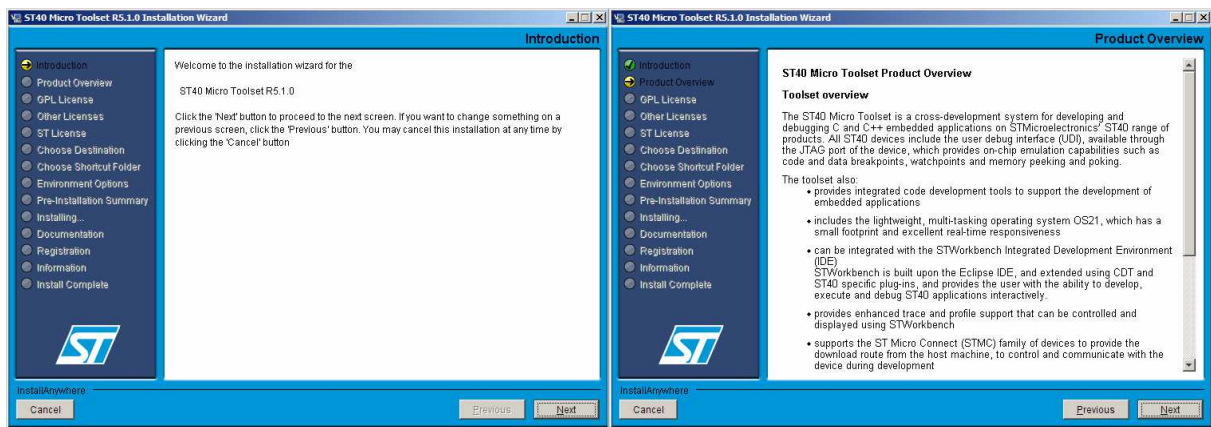 ST40 Micro Toolset R5.1.0 Installation Wizard
Introduction
Introduction
Product Overview
GPL License
Other Licenses
ST License
Choose Destination
Choose Shortcut Folder
Environment Options
Pre-Installation Summary
Installing...
Documentation
Registration
Information
Install Complete
ST
Welcome to the installation wizard for the
ST40 Micro Toolset R5.1.0
Click the 'Next' button to proceed to the next screen. If you want to change something on a
previous screen, click the 'Previous' button. You may cancel this installation at any time by
clicking the 'Cancel' button
InstallAnywhere
Cancel
Previous
Next
ST40 Micro Toolset R5.1.0 Installation Wizard
Product Overview
Introduction
Product Overview
GPL License
Other Licenses
ST License
Choose Destination
Choose Shortcut Folder
Environment Options
Pre-Installation Summary
Installing...
Documentation
Registration
Information
Install Complete
ST
ST40 Micro Toolset Product Overview
Toolset overview
The ST40 Micro Toolset is a cross-development system for developing and
debugging C and C++ embedded applications on STMicroelectronics' ST40 range of
products. All ST40 devices include the user debug interface (UDI), available through
the JTAG port of the device, which provides on-chip emulation capabilities such as
code and data breakpoints, watchpoints and memory peeking and poking.
The toolset also:
• provides integrated code development tools to support the development of
embedded applications
• includes the lightweight, multi-tasking operating system OS21, which has a
small footprint and excellent real-time responsiveness
• can be integrated with the STWorkbench Integrated Development Environment
(IDE)
STWorkbench is built upon the Eclipse IDE, and extended using CDT and
ST40 specific plug-ins, and provides the user with the ability to develop,
execute and debug ST40 applications interactively.
• provides enhanced trace and profile support that can be controlled and
displayed using STWorkbench
• supports the ST Micro Connect (STMC) family of devices to provide the
download route from the host machine, to control and communicate with the
device during development
InstallAnywhere
Cancel
Previous
Next